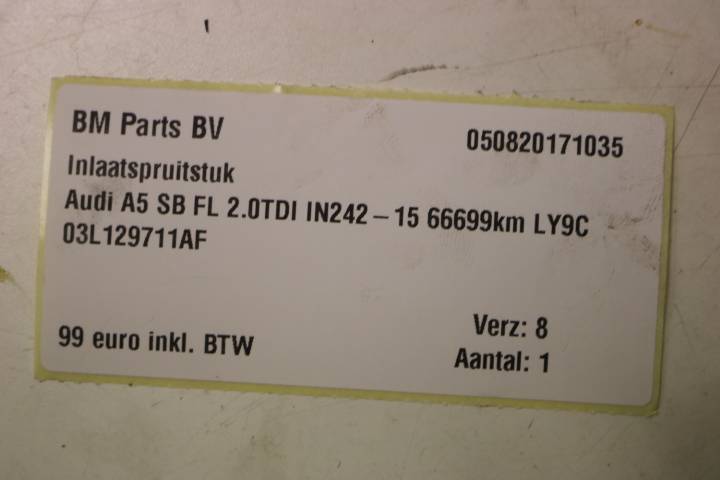 BM Parts BV 050820171035
Inlaatspruitstuk
Audi A5 SB FL 2.0TDI IN242 – 15 66699km LY9C
03L129711AF
Verz: 8
99 euro inkl. BTW Aantal: 1